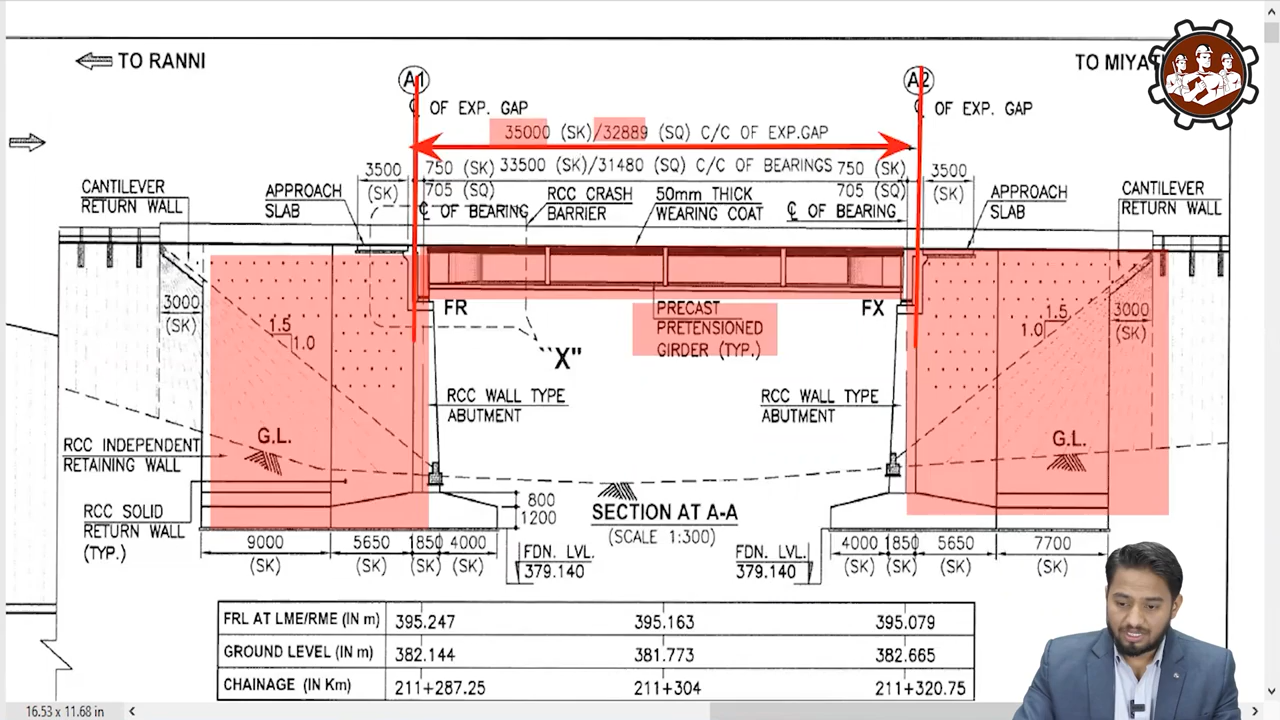 TO RANNI
TO MIYAT
A1
A2
℄ OF EXP. GAP
℄ OF EXP. GAP
35000 (SK)/32889 (SQ) C/C OF EXP.GAP
3500
(SK)
750 (SK)
705 (SQ)
33500 (SK)/31480 (SQ) C/C OF BEARINGS
750 (SK)
705 (SQ)
3500
(SK)
CANTILEVER
RETURN WALL
APPROACH
SLAB
℄ OF BEARING
RCC CRASH
BARRIER
50mm THICK
WEARING COAT
℄ OF BEARING
APPROACH
SLAB
CANTILEVER
RETURN WALL
3000
(SK)
1.5
1.0
FR
PRECAST
PRETENSIONED
GIRDER (TYP.)
FX
1.5
1.0
3000
(SK)
``X"
RCC WALL TYPE
ABUTMENT
RCC WALL TYPE
ABUTMENT
G.L.
G.L.
RCC INDEPENDENT
RETAINING WALL
RCC SOLID
RETURN WALL
(TYP.)
800
1200
SECTION AT A-A
(SCALE 1:300)
9000
(SK)
5650
(SK)
1850
(SK)
4000
(SK)
FDN. LVL.
379.140
FDN. LVL.
379.140
4000
(SK)
1850
(SK)
5650
(SK)
7700
(SK)
FRL AT LME/RME (IN m) 395.247 395.163 395.079
GROUND LEVEL (IN m) 382.144 381.773 382.665
CHAINAGE (IN Km) 211+287.25 211+304 211+320.75
16.53 x 11.68 in